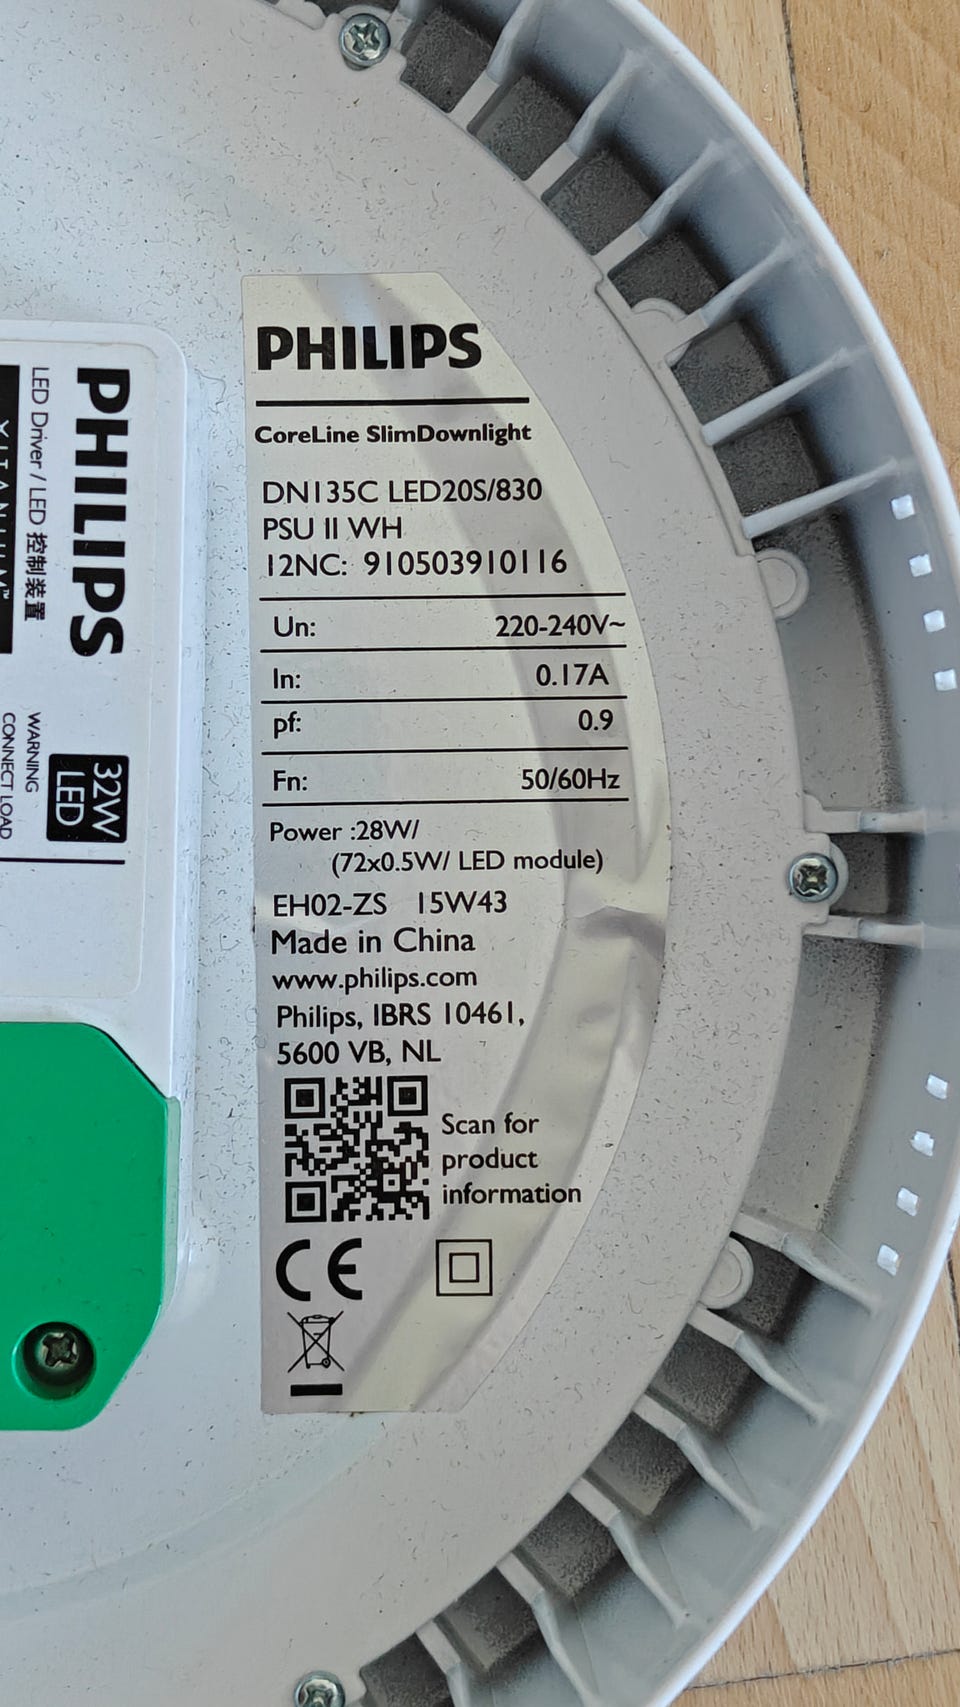 PHILIPS
CoreLine SlimDownlight
DN135C LED20S/830
PSU II WH
12NC: 910503910116
Un: 220-240V~
In: 0.17A
pf: 0.9
Fn: 50/60Hz
Power :28W/
(72x0.5W/ LED module)
EH02-ZS 15W43
Made in China
www.philips.com
Philips, IBRS 10461,
5600 VB, NL
Scan for
product
information
CE
PHILIPS
LED Driver / LED 控制装置
XITANIUM™
32W
LED
WARNING
CONNECT LOAD